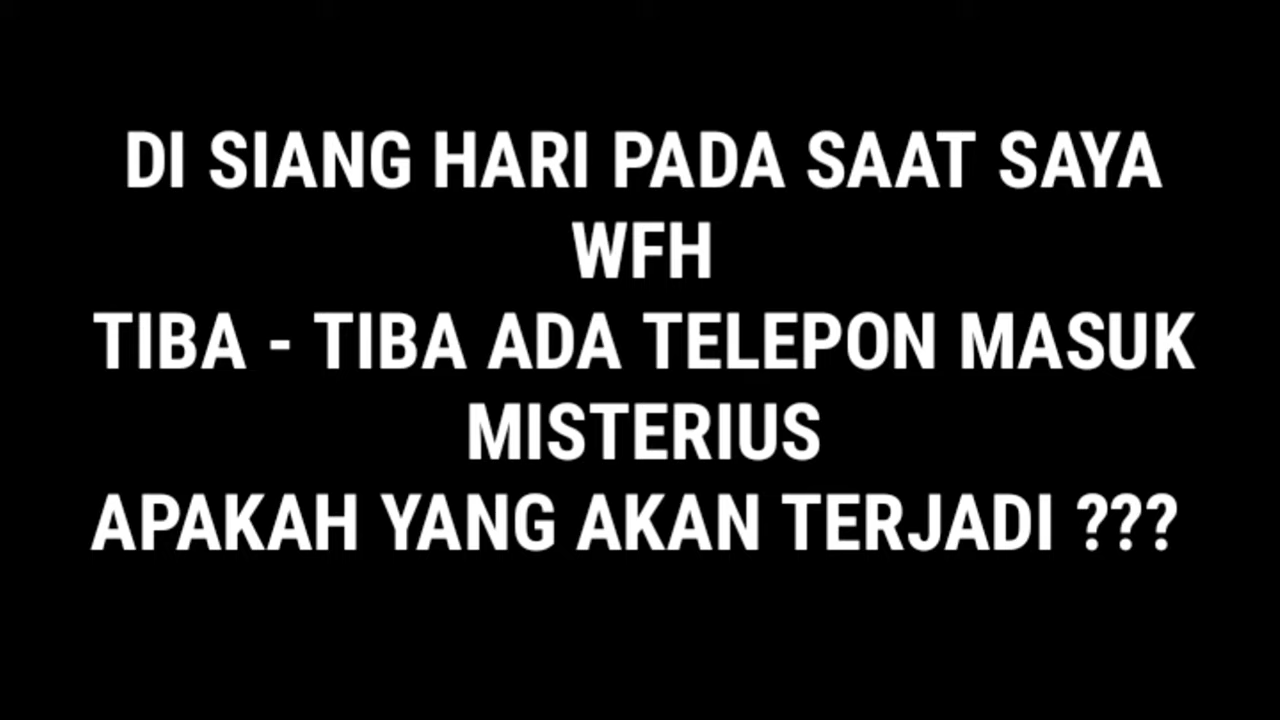 DI SIANG HARI PADA SAAT SAYA
WFH
TIBA - TIBA ADA TELEPON MASUK
MISTERIUS
APAKAH YANG AKAN TERJADI ???